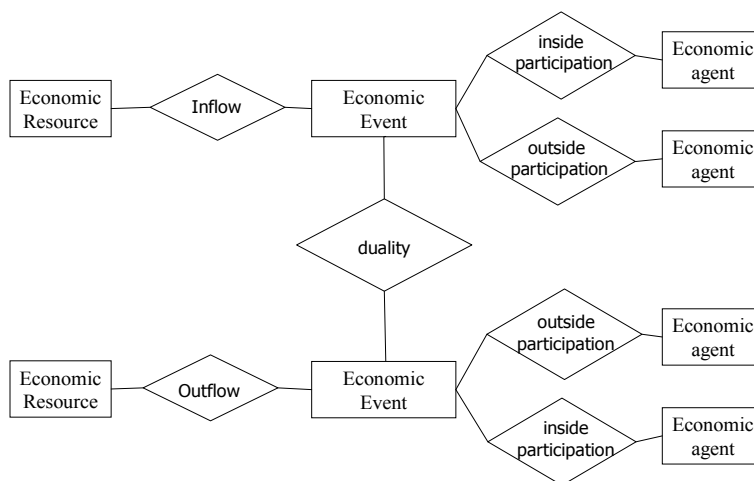 Economic
Resource
Inflow
Economic
Event
inside
participation
Economic
agent
outside
participation
Economic
agent
duality
Economic
Resource
Outflow
Economic
Event
outside
participation
Economic
agent
inside
participation
Economic
agent